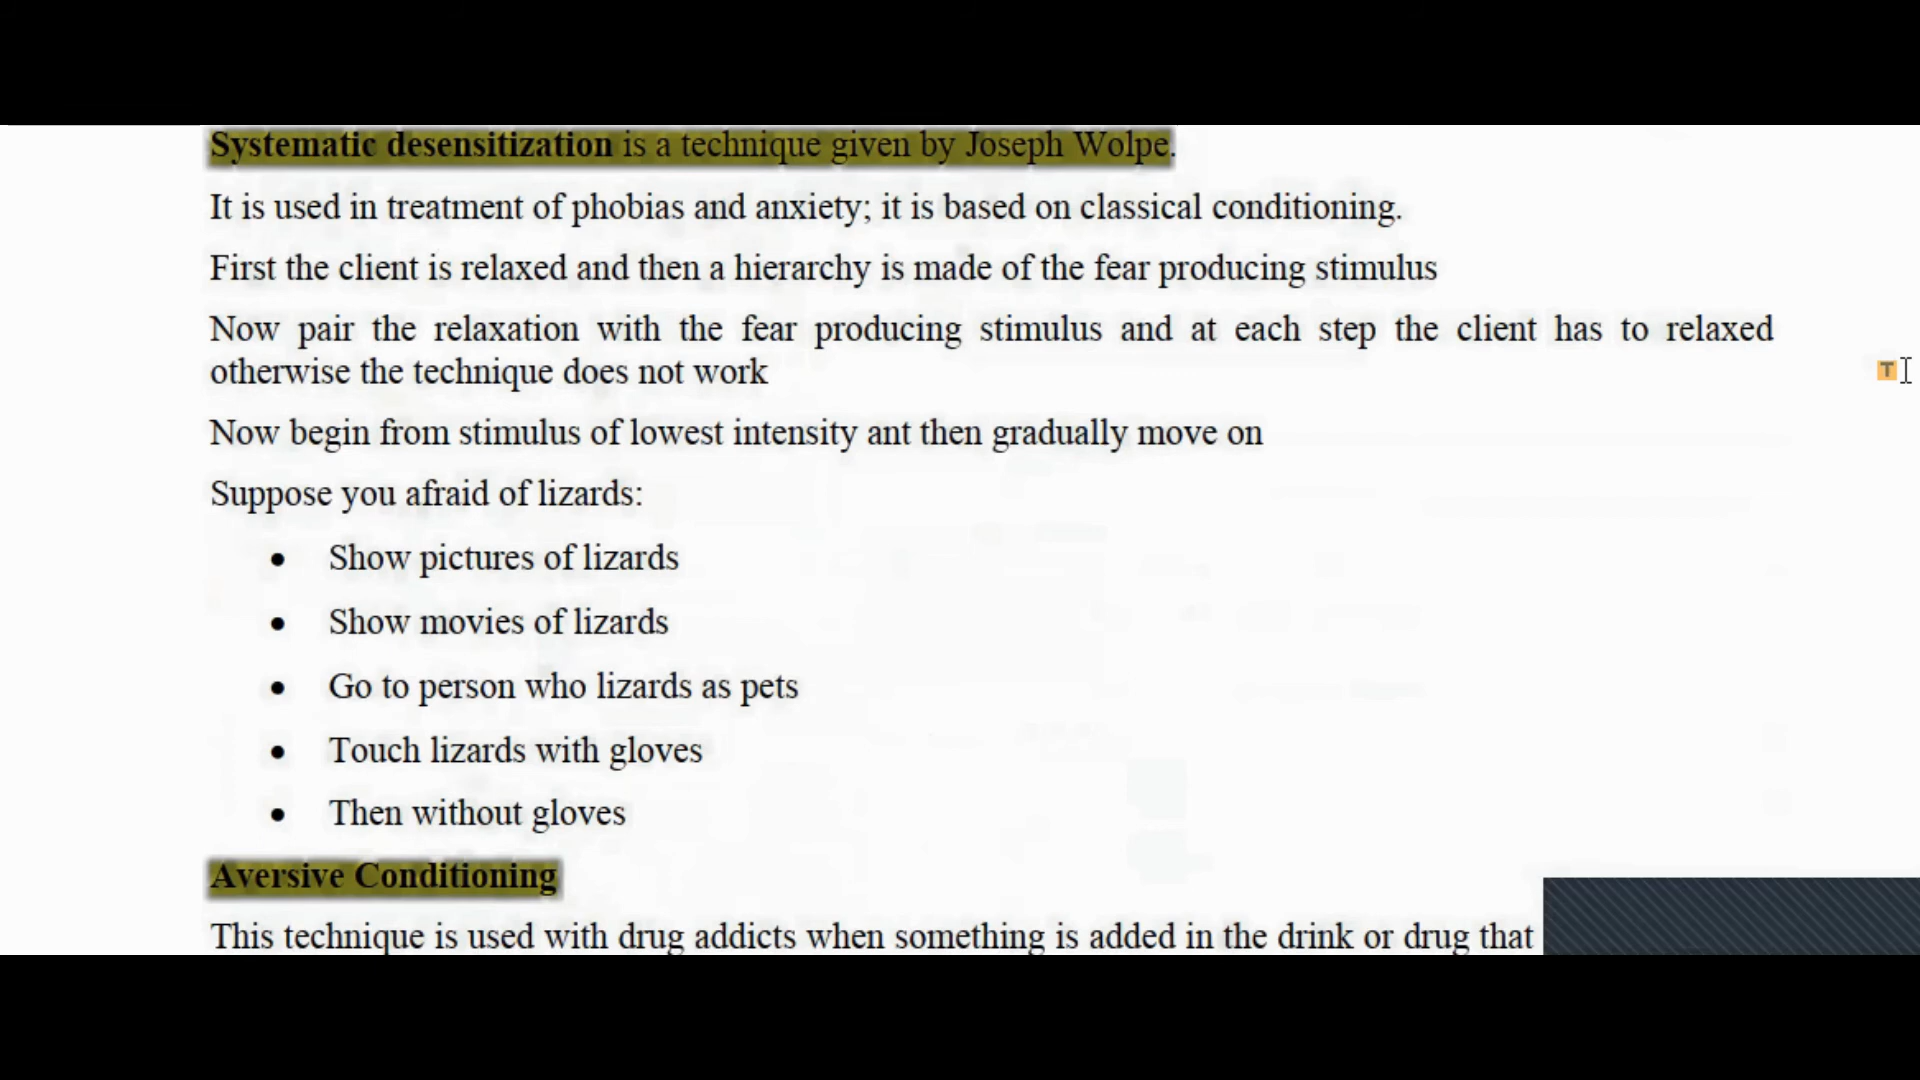 Systematic desensitization is a technique given by Joseph Wolpe.
It is used in treatment of phobias and anxiety; it is based on classical conditioning.
First the client is relaxed and then a hierarchy is made of the fear producing stimulus
Now pair the relaxation with the fear producing stimulus and at each step the client has to relaxed
otherwise the technique does not work
T
Now begin from stimulus of lowest intensity ant then gradually move on
Suppose you afraid of lizards:
• Show pictures of lizards
• Show movies of lizards
• Go to person who lizards as pets
• Touch lizards with gloves
• Then without gloves
Aversive Conditioning
This technique is used with drug addicts when something is added in the drink or drug that